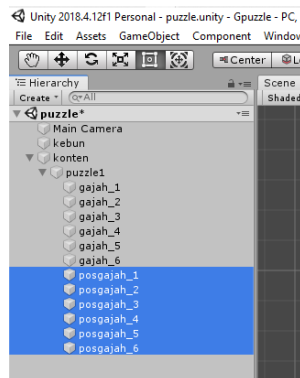 Unity 2018.4.12f1 Personal - puzzle.unity - Gpuzzle - PC,
File Edit Assets GameObject Component Window
Center
Hierarchy Scene
Create All Shaded
puzzle*
Main Camera
kebun
konten
puzzle1
gajah_1
gajah_2
gajah_3
gajah_4
gajah_5
gajah_6
posgajah_1
posgajah_2
posgajah_3
posgajah_4
posgajah_5
posgajah_6